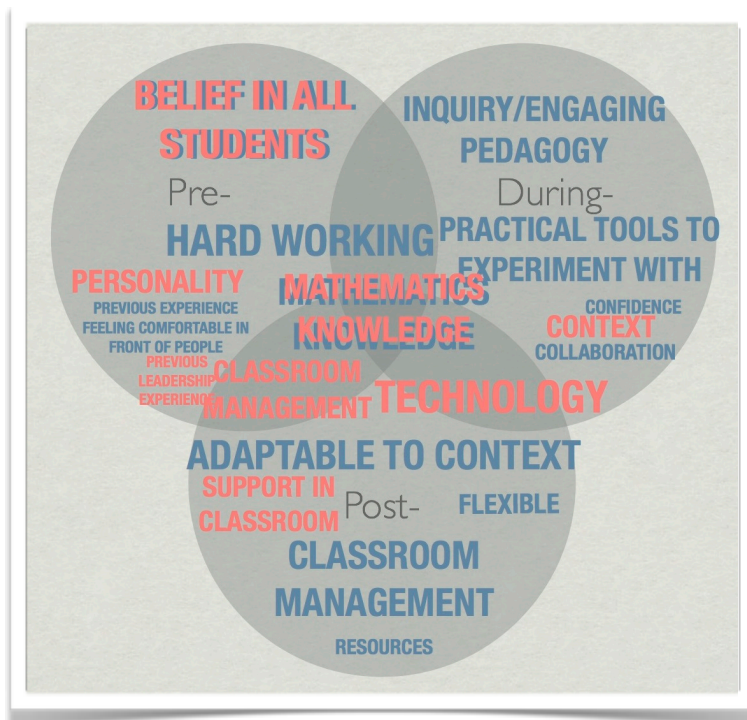 BELIEF IN ALL
STUDENTS
INQUIRY/ENGAGING
PEDAGOGY
Pre-
During-
HARD WORKING
PRACTICAL TOOLS TO
EXPERIMENT WITH
PERSONALITY
MATHEMATICS
KNOWLEDGE
PREVIOUS EXPERIENCE
FEELING COMFORTABLE IN
FRONT OF PEOPLE
CONFIDENCE
CONTEXT
COLLABORATION
PREVIOUS
LEADERSHIP
EXPERIENCE
CLASSROOM
MANAGEMENT
TECHNOLOGY
ADAPTABLE TO CONTEXT
SUPPORT IN
CLASSROOM
Post-
FLEXIBLE
CLASSROOM
MANAGEMENT
RESOURCES